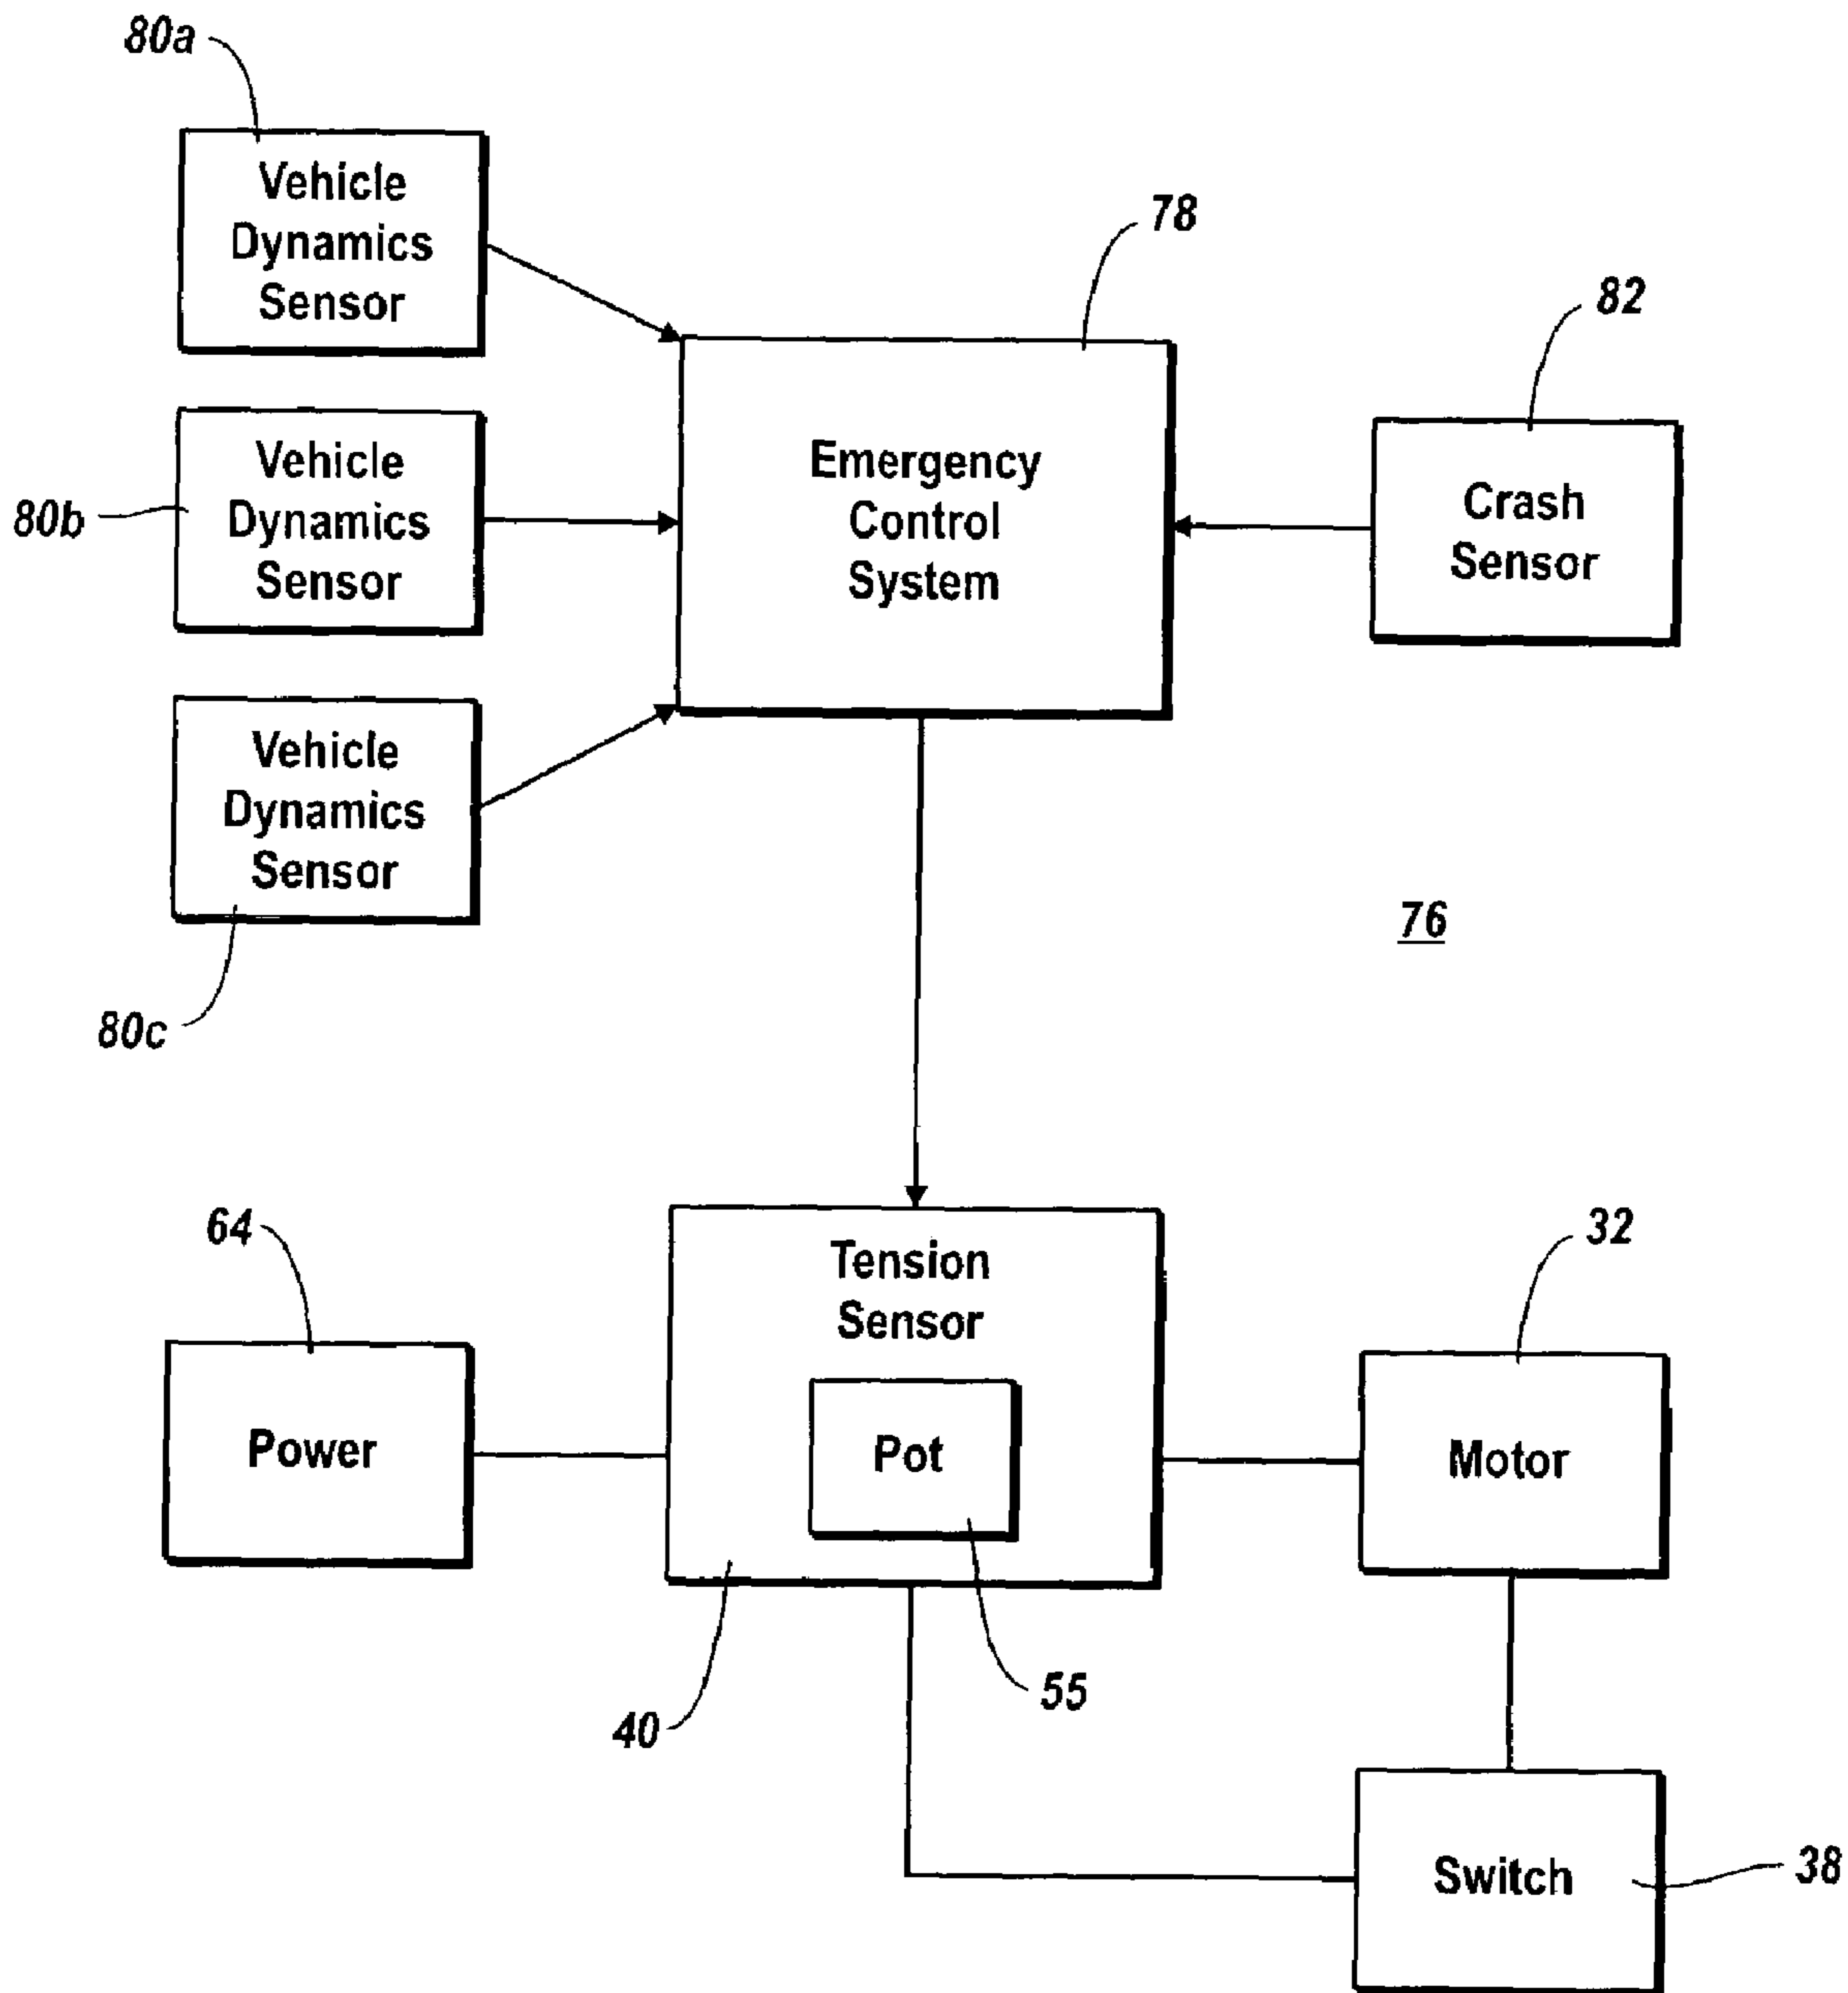 80a
Vehicle
Dynamics
Sensor
78
82
80b
Vehicle
Dynamics
Sensor
Emergency
Control
System
Crash
Sensor
Vehicle
Dynamics
Sensor
80c
76
64
Power
Tension
Sensor
Pot
32
Motor
40
55
Switch
38